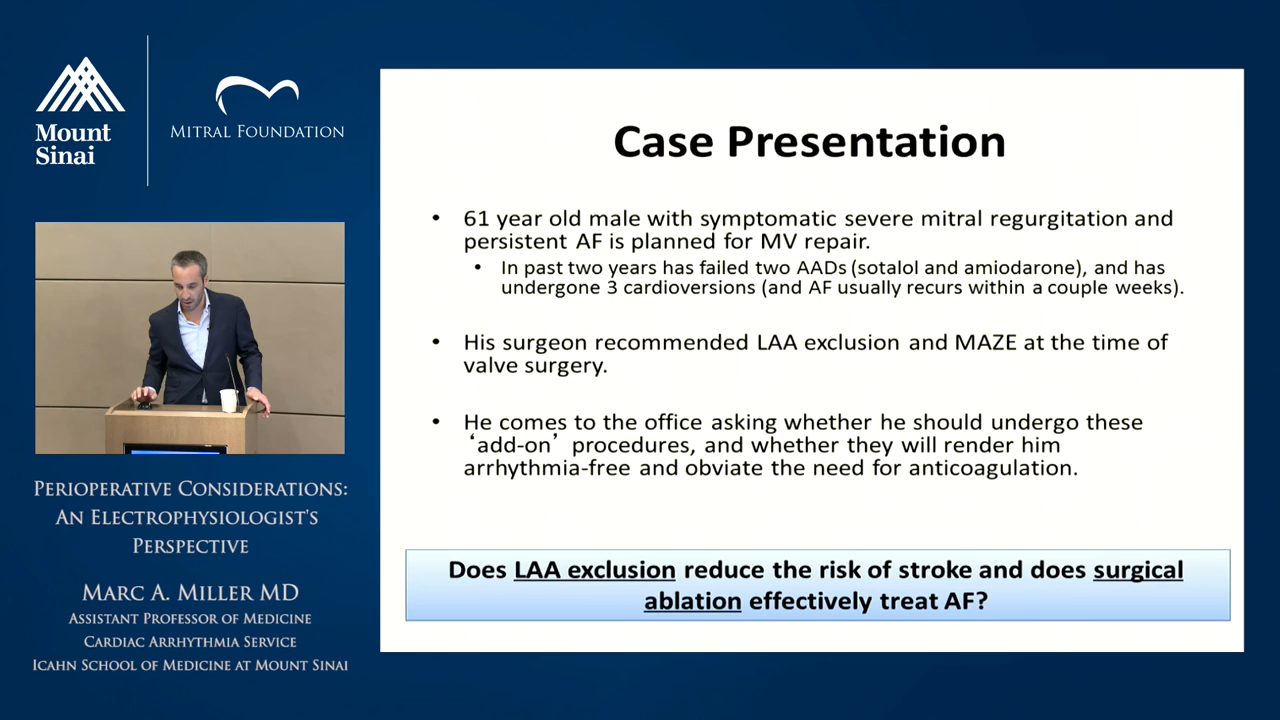 Mount
Sinai
MITRAL FOUNDATION
PERIOPERATIVE CONSIDERATIONS:
AN ELECTROPHYSIOLOGIST'S
PERSPECTIVE
MARC A. MILLER MD
ASSISTANT PROFESSOR OF MEDICINE
CARDIAC ARRHYTHMIA SERVICE
ICAHN SCHOOL OF MEDICINE AT MOUNT SINAI
Case Presentation
• 61 year old male with symptomatic severe mitral regurgitation and
persistent AF is planned for MV repair.
• In past two years has failed two AADs (sotalol and amiodarone), and has
undergone 3 cardioversions (and AF usually recurs within a couple weeks).
• His surgeon recommended LAA exclusion and MAZE at the time of
valve surgery.
• He comes to the office asking whether he should undergo these
‘add-on’ procedures, and whether they will render him
arrhythmia-free and obviate the need for anticoagulation.
Does LAA exclusion reduce the risk of stroke and does surgical
ablation effectively treat AF?